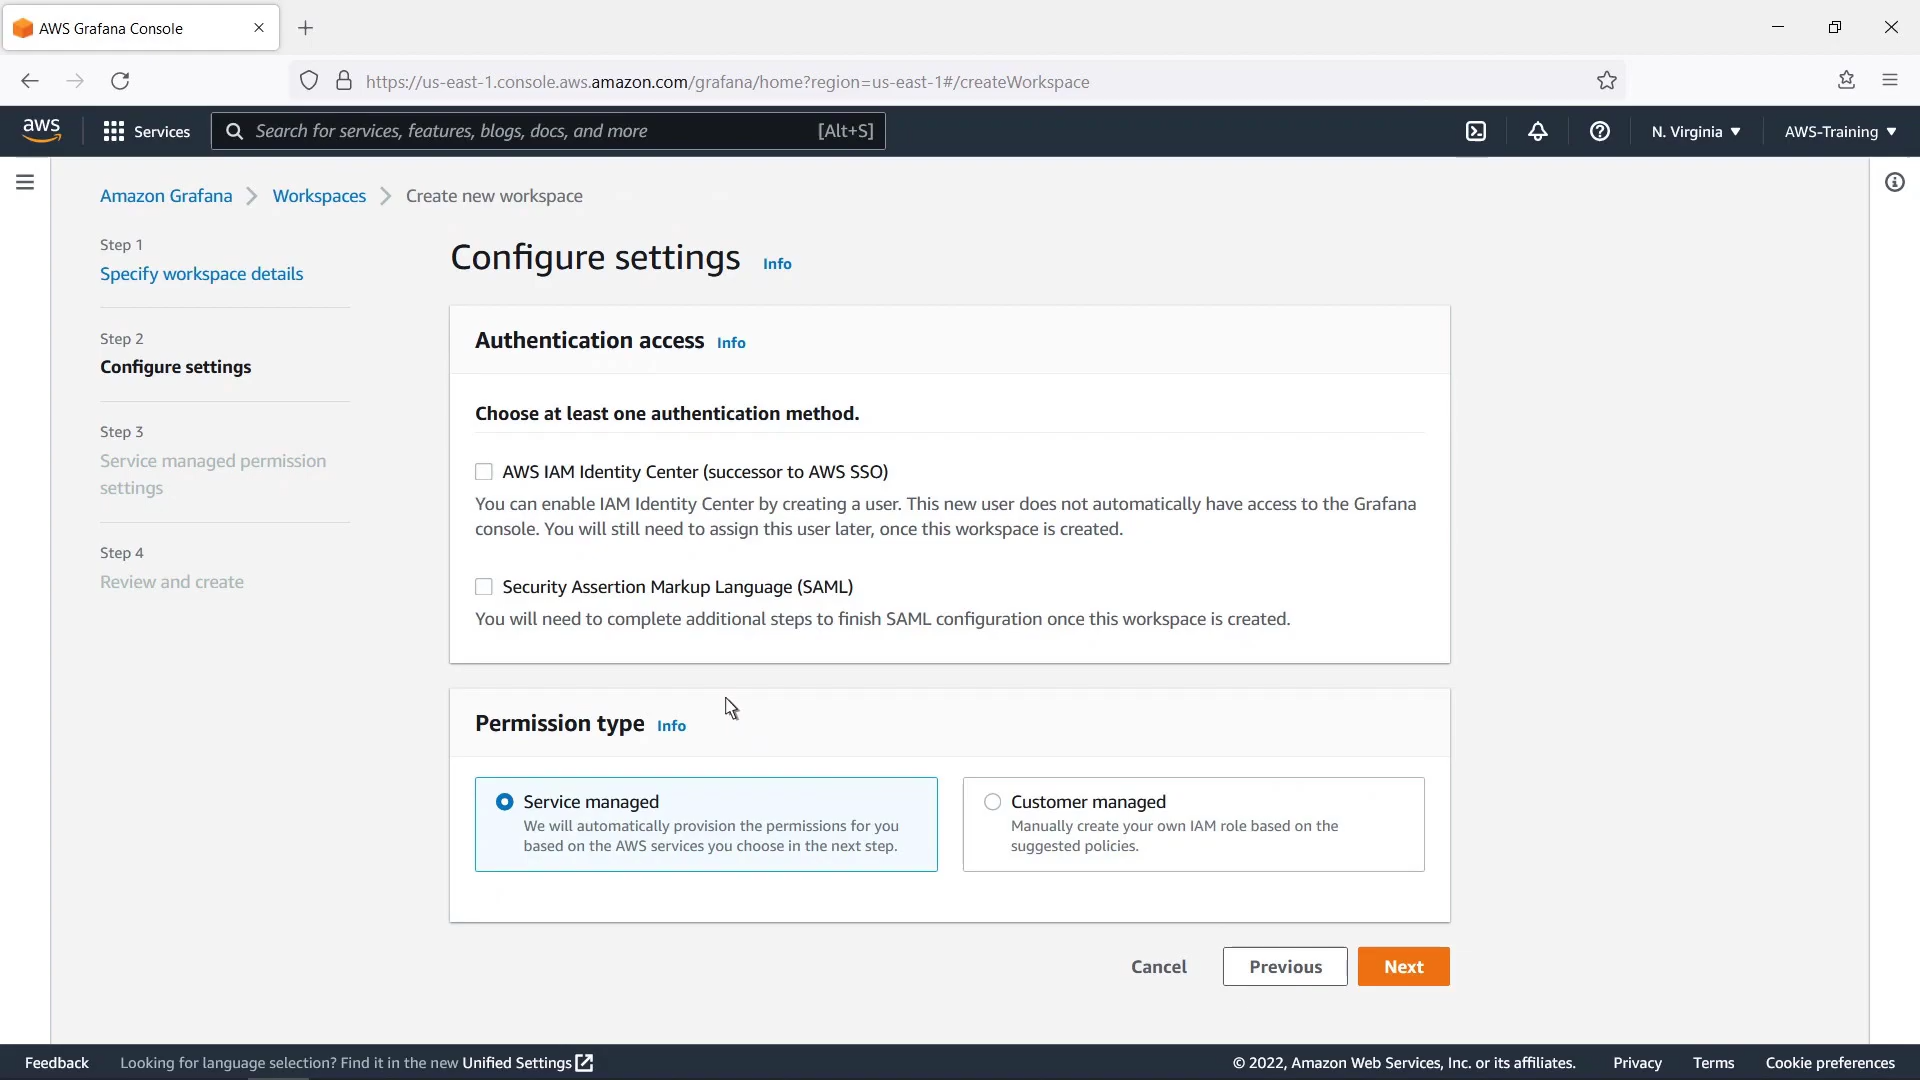 AWS Grafana Console
https://us-east-1.console.aws.amazon.com/grafana/home?region=us-east-1#/createWorkspace
aws
Services
Search for services, features, blogs, docs, and more
[Alt+S]
N. Virginia
AWS-Training
Amazon Grafana
Workspaces
Create new workspace
Step 1
Specify workspace details
Step 2
Configure settings
Step 3
Service managed permission
settings
Step 4
Review and create
Configure settings Info
Authentication access Info
Choose at least one authentication method.
AWS IAM Identity Center (successor to AWS SSO)
You can enable IAM Identity Center by creating a user. This new user does not automatically have access to the Grafana
console. You will still need to assign this user later, once this workspace is created.
Security Assertion Markup Language (SAML)
You will need to complete additional steps to finish SAML configuration once this workspace is created.
Permission type Info
Service managed
We will automatically provision the permissions for you
based on the AWS services you choose in the next step.
Customer managed
Manually create your own IAM role based on the
suggested policies.
Cancel
Previous
Next
Feedback
Looking for language selection? Find it in the new Unified Settings
© 2022, Amazon Web Services, Inc. or its affiliates.
Privacy
Terms
Cookie preferences